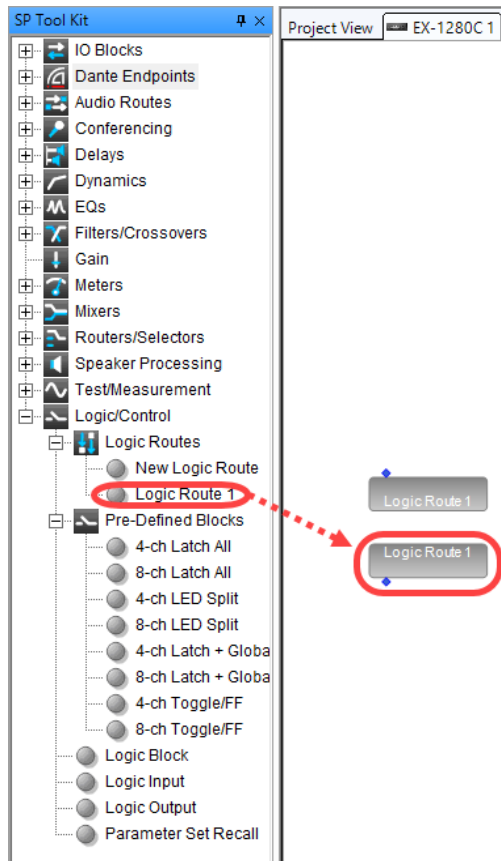 SP Tool Kit
IO Blocks
Dante Endpoints
Audio Routes
Conferencing
Delays
Dynamics
EQs
Filters/Crossovers
Gain
Meters
Mixers
Routers/Selectors
Speaker Processing
Test/Measurement
Logic/Control
Logic Routes
New Logic Route
Logic Route 1
Pre-Defined Blocks
4-ch Latch All
8-ch Latch All
4-ch LED Split
8-ch LED Split
4-ch Latch + Globa
8-ch Latch + Globa
4-ch Toggle/FF
8-ch Toggle/FF
Logic Block
Logic Input
Logic Output
Parameter Set Recall
Project View EX-1280C 1
Logic Route 1
Logic Route 1